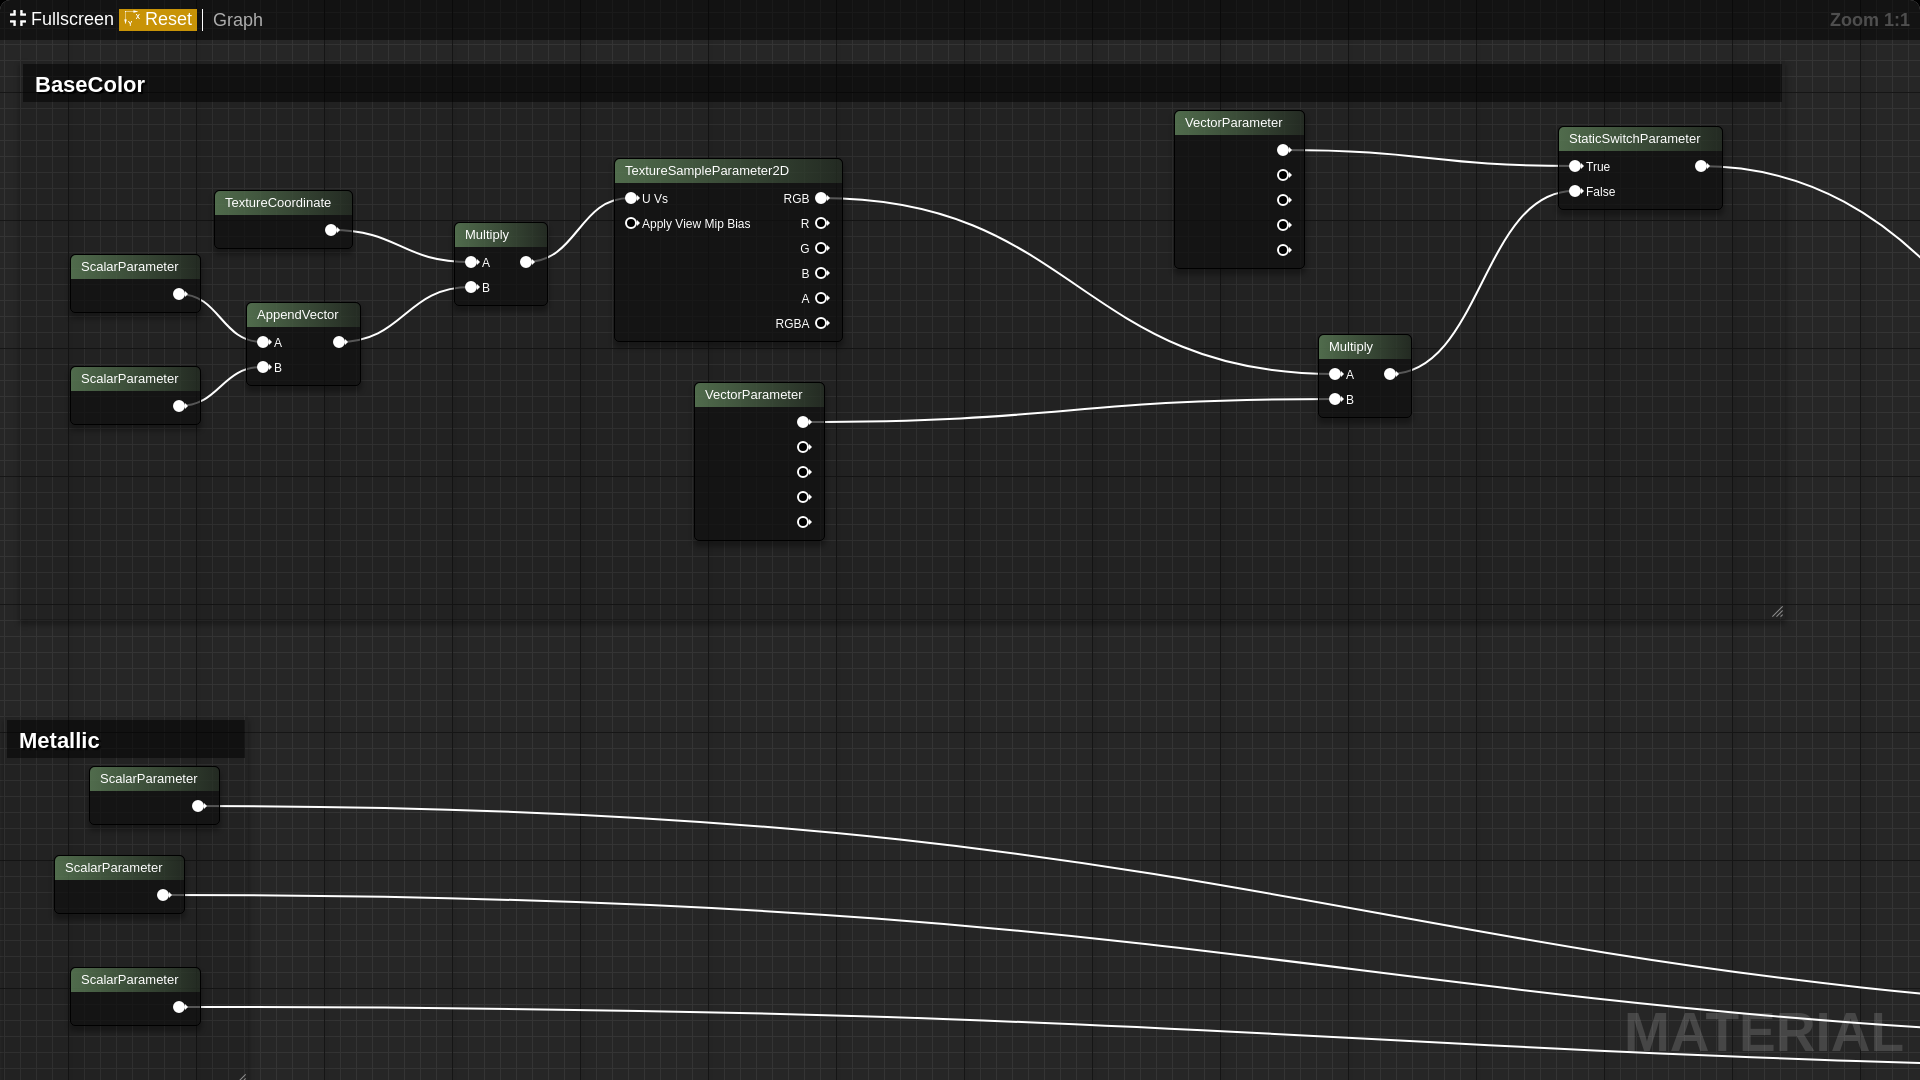 Fullscreen Reset Graph
Zoom 1:1
BaseColor
VectorParameter
StaticSwitchParameter
True
False
TextureSampleParameter2D
U Vs
RGB
Apply View Mip Bias
R
G
B
A
RGBA
TextureCoordinate
Multiply
A
B
ScalarParameter
AppendVector
A
B
ScalarParameter
VectorParameter
Multiply
A
B
Metallic
ScalarParameter
ScalarParameter
ScalarParameter
MATERIAL